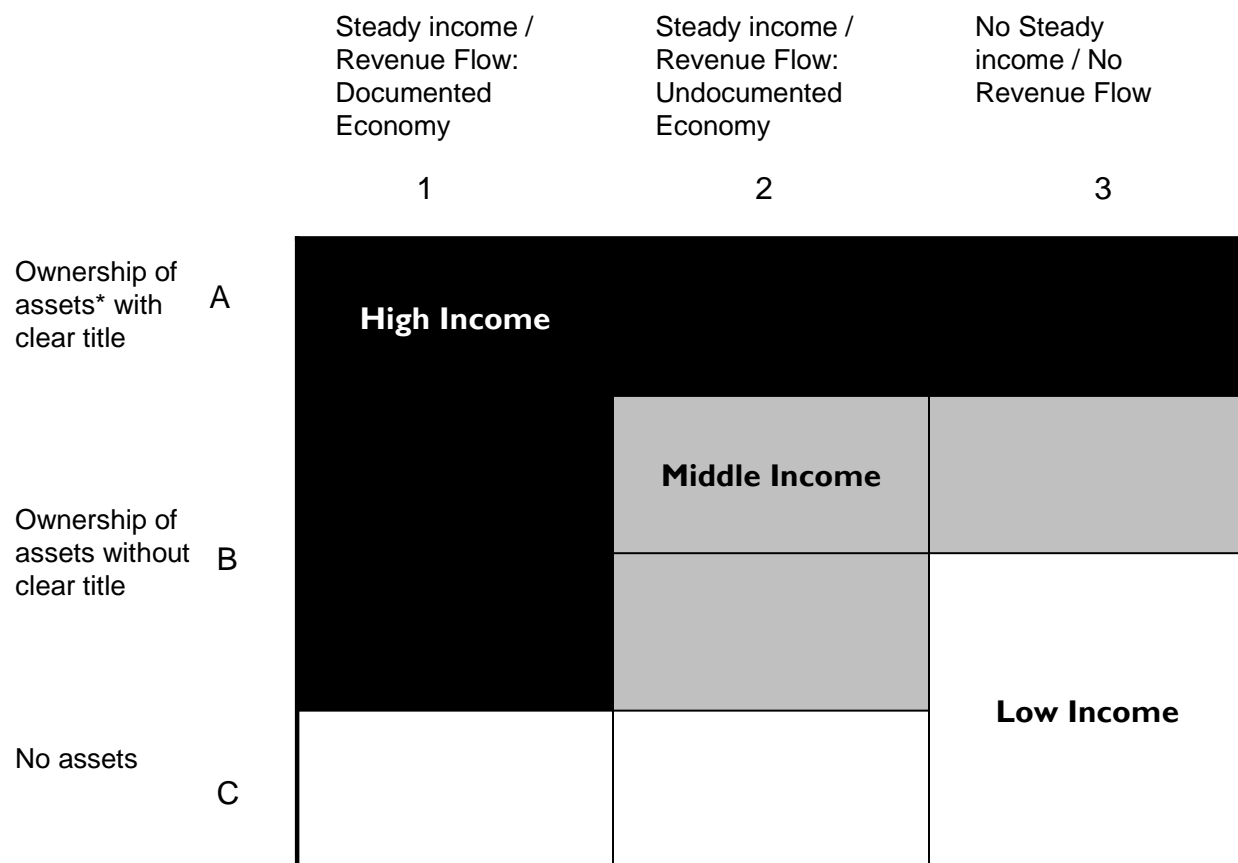 Steady income /
Revenue Flow:
Documented
Economy
Steady income /
Revenue Flow:
Undocumented
Economy
No Steady
income / No
Revenue Flow
1
2
3
Ownership of
assets* with
clear title
A
High Income
Middle Income
Ownership of
assets without
clear title
B
Low Income
No assets
C